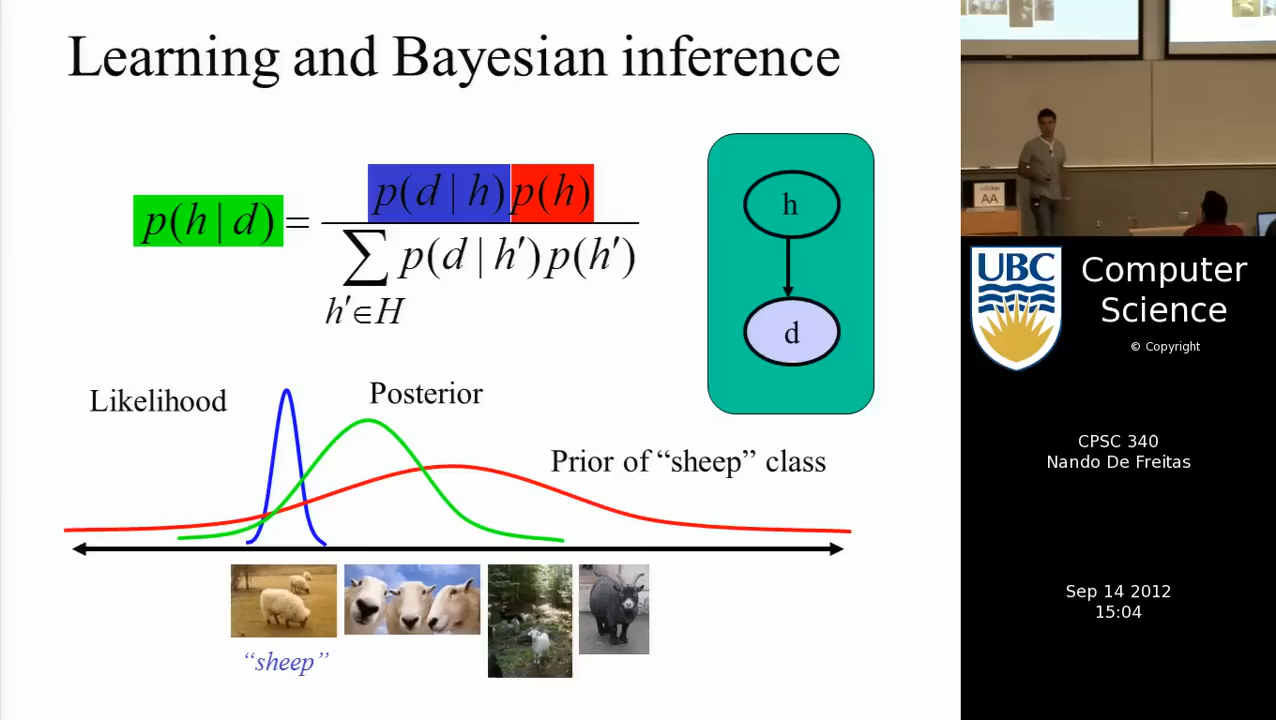 Learning and Bayesian inference
p(h | d) = p(d | h) p(h)
∑ p(d | h′) p(h′)
h′∈H
h
d
Likelihood
Posterior
Prior of “sheep” class
“sheep”
AA
UBC
Computer
Science
© Copyright
CPSC 340
Nando De Freitas
Sep 14 2012
15:04